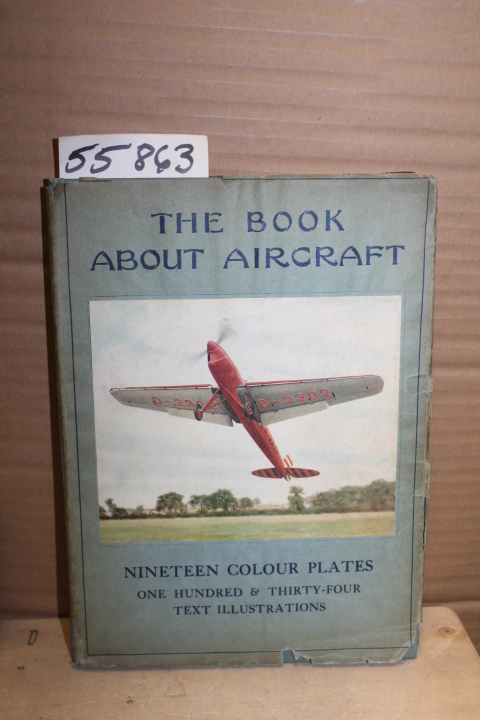 55863
THE BOOK
ABOUT AIRCRAFT
NINETEEN COLOUR PLATES
ONE HUNDRED & THIRTY-FOUR
TEXT ILLUSTRATIONS
D